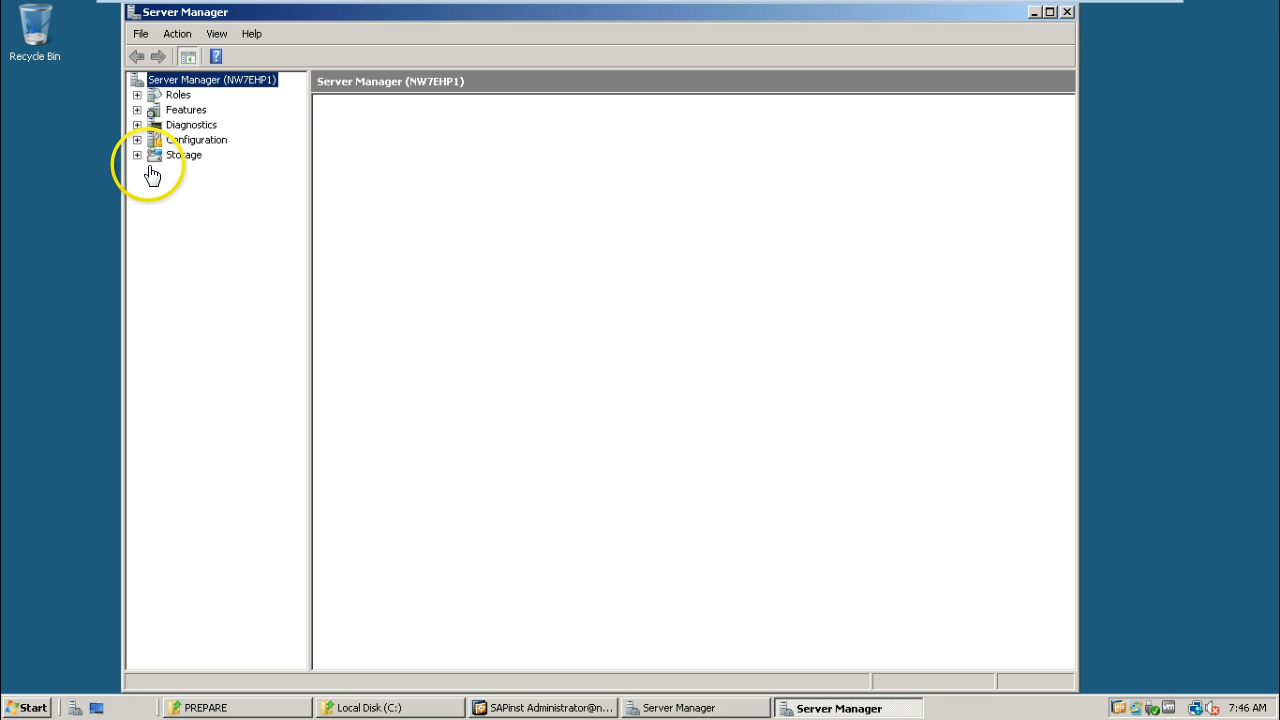 Recycle Bin
Server Manager
File Action View Help
Server Manager (NW7EHP1)
Roles
Features
Diagnostics
Configuration
Storage
Server Manager (NW7EHP1)
Start
PREPARE
Local Disk (C:)
SAPinst Administrator@n...
Server Manager
Server Manager
7:46 AM